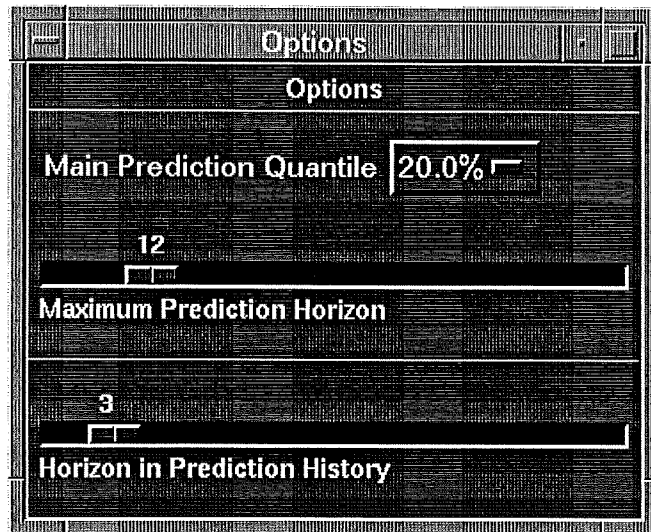 Options
Options
Main Prediction Quantile 20.0%
12
Maximum Prediction Horizon
3
Horizon in Prediction History